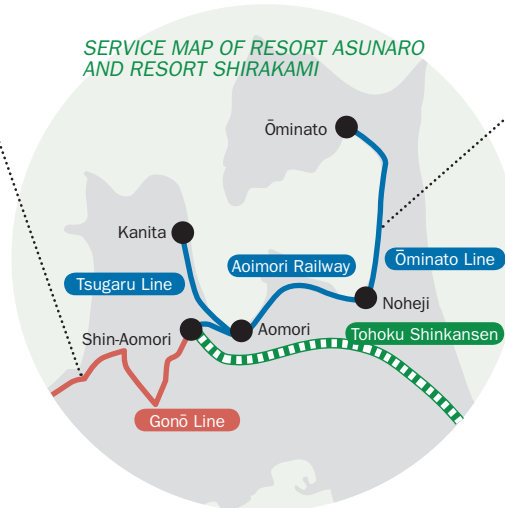 SERVICE MAP OF RESORT ASUNARO
AND RESORT SHIRAKAMI
Ōminato
Kanita
Aoimori Railway
Ōminato Line
Tsugaru Line
Noheji
Shin-Aomori
Aomori
Tohoku Shinkansen
Gonō Line